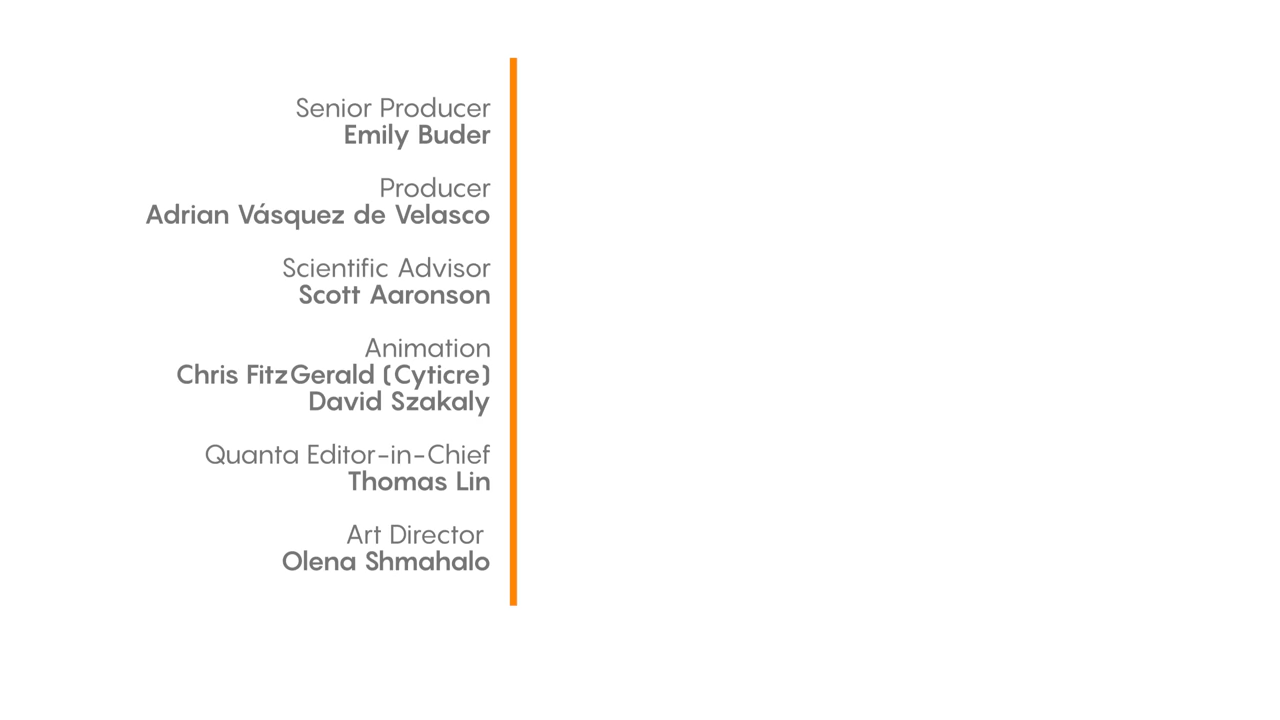 Senior Producer
Emily Buder
Producer
Adrian Vásquez de Velasco
Scientific Advisor
Scott Aaronson
Animation
Chris FitzGerald (Cyticre)
David Szakaly
Quanta Editor-in-Chief
Thomas Lin
Art Director
Olena Shmahalo